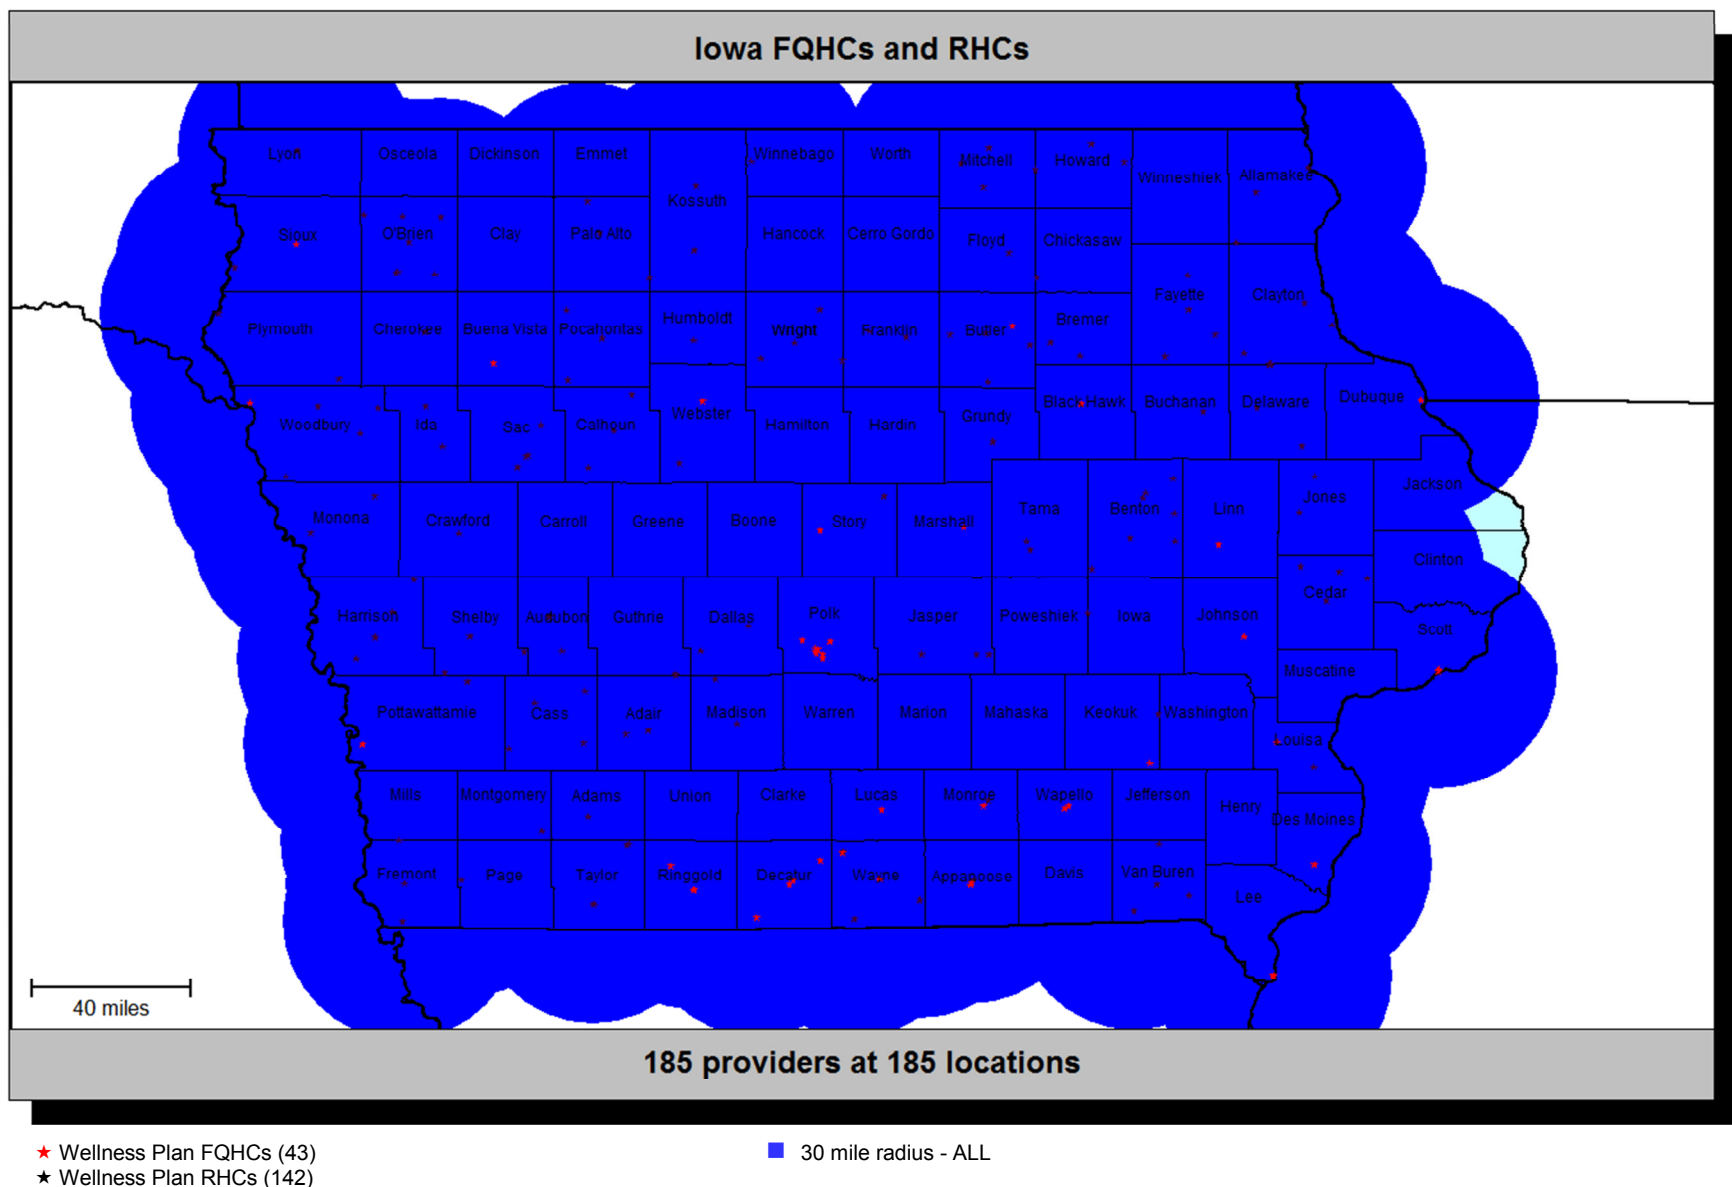 Iowa FQHCs and RHCs
Lyon Osceola Dickinson Emmet Winnebago Worth Mitchell Howard
Winneshiek Allamakee
Kossuth
Sioux O'Brien Clay Palo Alto Hancock Cerro Gordo Floyd Chickasaw
Fayette Clayton
Plymouth Cherokee Buena Vista Pocahontas Humboldt Wright Franklin Butler Bremer
Woodbury Ida Sac Calhoun Webster Hamilton Hardin Grundy Black Hawk Buchanan Delaware Dubuque
Monona Crawford Carroll Greene Boone Story Marshall Tama Benton Linn Jones Jackson
Clinton
Harrison Shelby Audubon Guthrie Dallas Polk Jasper Poweshiek Iowa Johnson Cedar
Scott
Muscatine
Pottawattamie Cass Adair Madison Warren Marion Mahaska Keokuk Washington
Louisa
Mills Montgomery Adams Union Clarke Lucas Monroe Wapello Jefferson Henry
Des Moines
Fremont Page Taylor Ringgold Decatur Wayne Appanoose Davis Van Buren
Lee
40 miles
185 providers at 185 locations
Wellness Plan FQHCs (43)
30 mile radius - ALL
Wellness Plan RHCs (142)